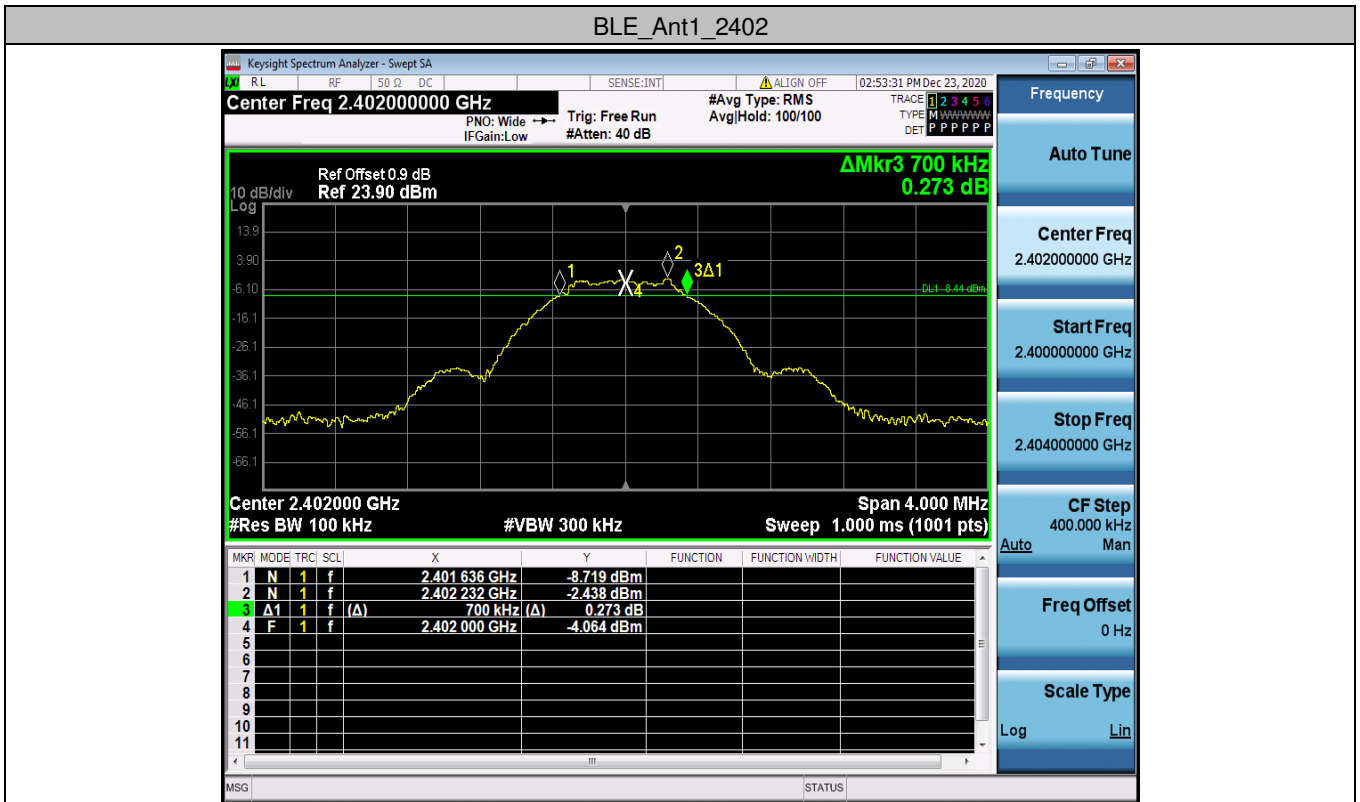 BLE_Ant1_2402
Keysight Spectrum Analyzer - Swept SA
LXI RL RF 50 Ω DC SENSE:INT ALIGN OFF 02:53:31 PM Dec 23, 2020
Center Freq 2.402000000 GHz
PNO: Wide
IFGain:Low
Trig: Free Run
#Atten: 40 dB
#Avg Type: RMS
Avg|Hold: 100/100
TRACE 1 2 3 4 5 6
TYPE M WWWWW
DET P P P P P P
ΔMkr3 700 kHz
0.273 dB
Ref Offset 0.9 dB
10 dB/div Ref 23.90 dBm
Log
13.9
3.90
-6.10
-16.1
-26.1
-36.1
-46.1
-56.1
-66.1
1
2
3Δ1
4
DL1 -8.44 dBm
Center 2.402000 GHz Span 4.000 MHz
#Res BW 100 kHz #VBW 300 kHz Sweep 1.000 ms (1001 pts)
MKR MODE TRC SCL X Y FUNCTION FUNCTION WIDTH FUNCTION VALUE
1 N 1 f 2.401 636 GHz -8.719 dBm
2 N 1 f 2.402 232 GHz -2.438 dBm
3 Δ1 1 f (Δ) 700 kHz (Δ) 0.273 dB
4 F 1 f 2.402 000 GHz -4.064 dBm
5
6
7
8
9
10
11
MSG STATUS
Frequency
Auto Tune
Center Freq
2.402000000 GHz
Start Freq
2.400000000 GHz
Stop Freq
2.404000000 GHz
CF Step
400.000 kHz
Auto Man
Freq Offset
0 Hz
Scale Type
Log Lin